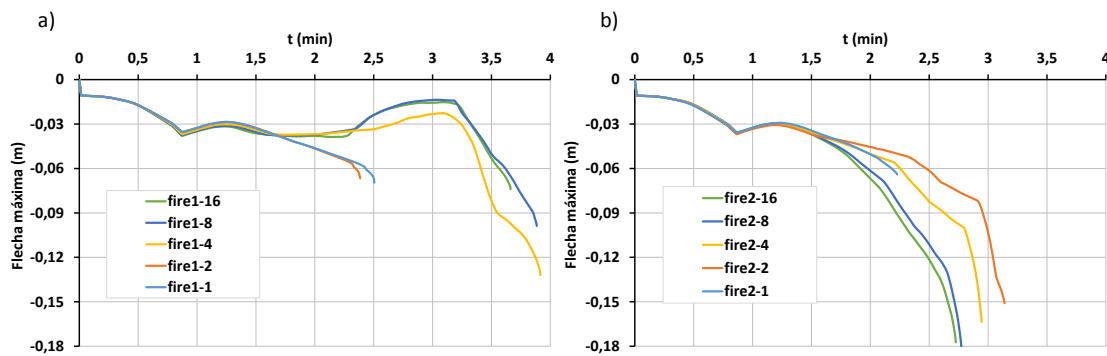 a)
t (min)
0 0,5 1 1,5 2 2,5 3 3,5 4
0
-0,03
-0,06
-0,09
-0,12
-0,15
-0,18
Flecha máxima (m)
fire1-16
fire1-8
fire1-4
fire1-2
fire1-1
b)
t (min)
0 0,5 1 1,5 2 2,5 3 3,5 4
0
-0,03
-0,06
-0,09
-0,12
-0,15
-0,18
Flecha máxima (m)
fire2-16
fire2-8
fire2-4
fire2-2
fire2-1